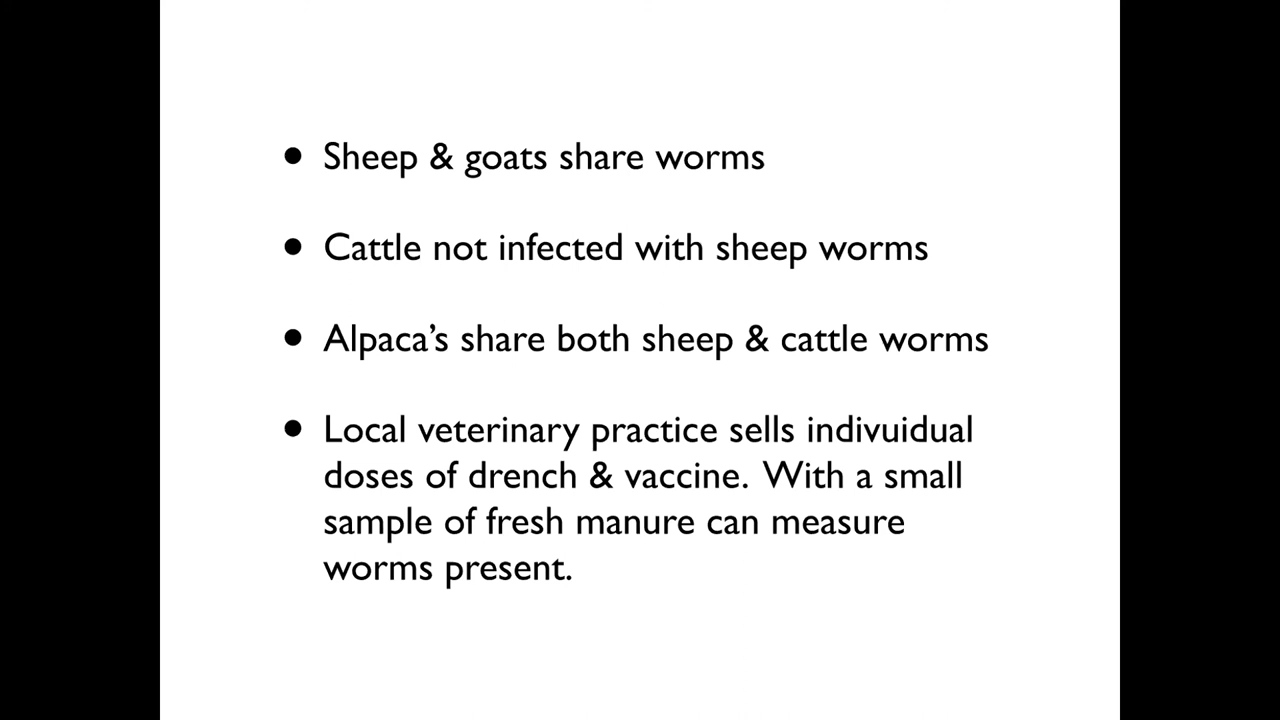 • Sheep & goats share worms
• Cattle not infected with sheep worms
• Alpaca’s share both sheep & cattle worms
• Local veterinary practice sells indivuidual
doses of drench & vaccine.  With a small
sample of fresh manure can measure
worms present.